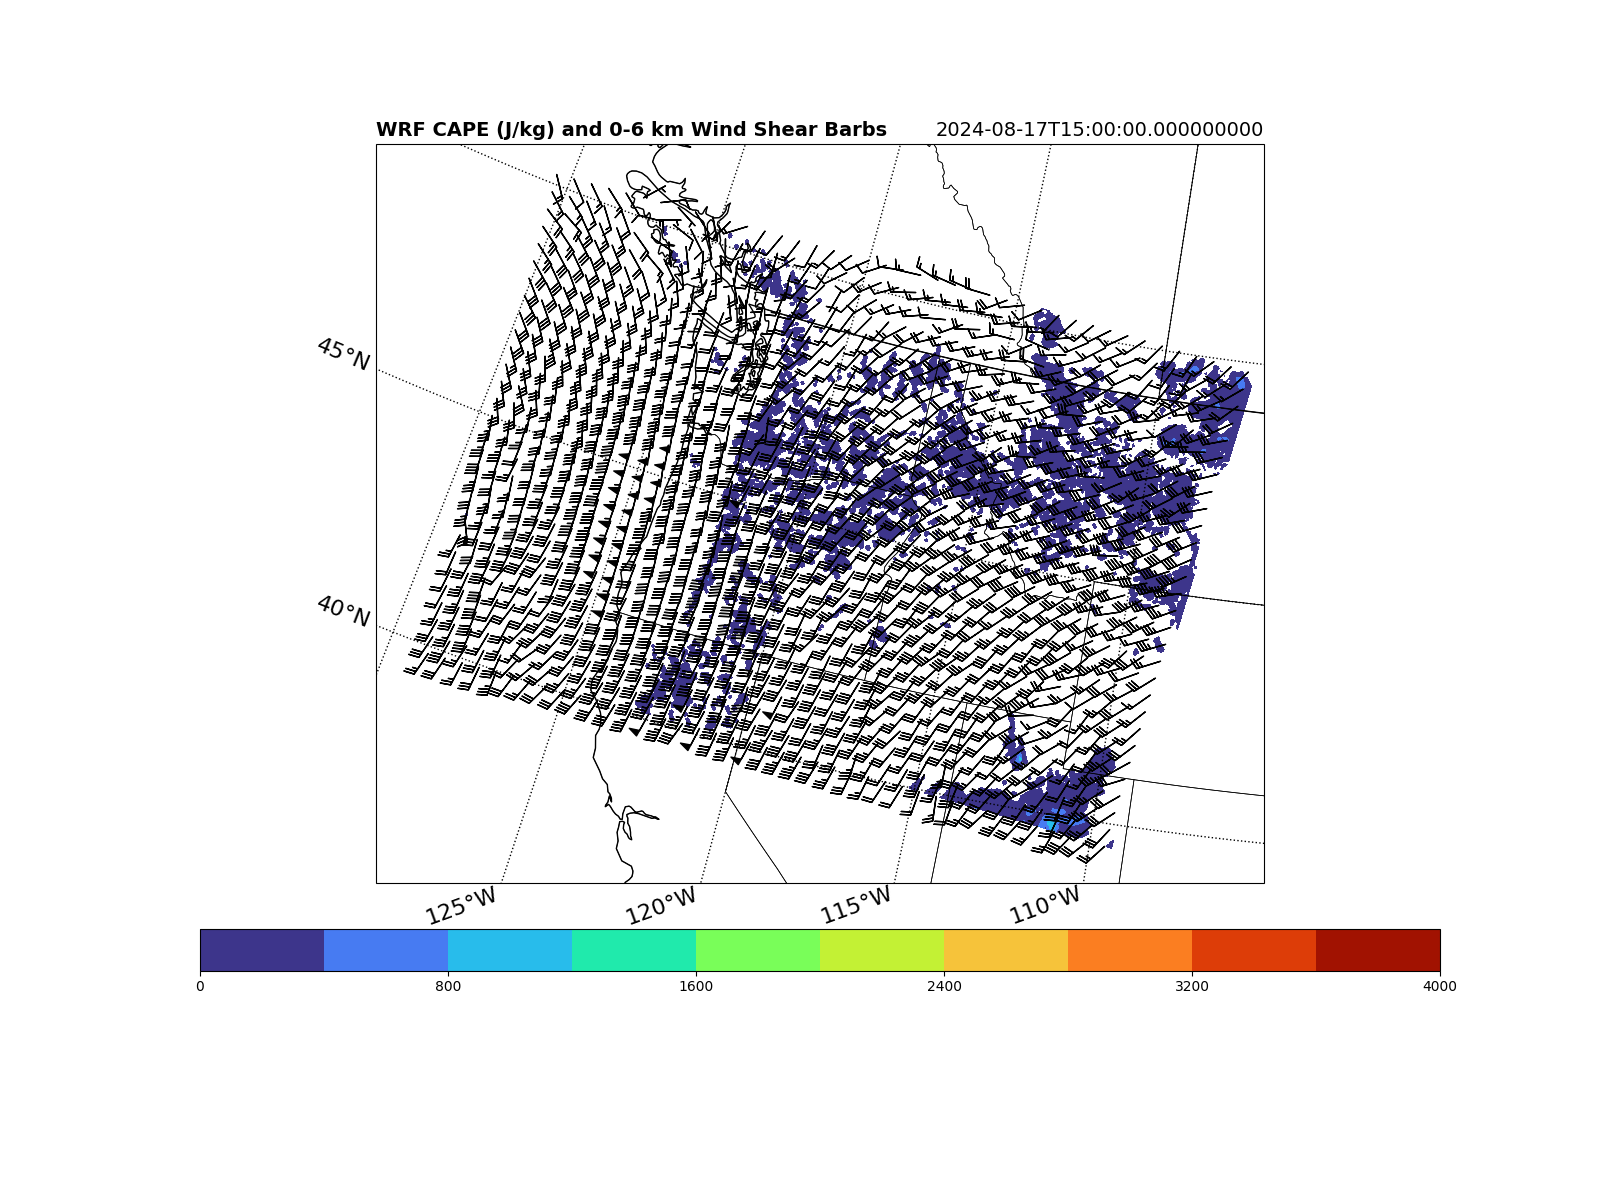 WRF CAPE (J/kg) and 0-6 km Wind Shear Barbs 2024-08-17T15:00:00.000000000
45°N
40°N
125°W 120°W 115°W 110°W
0 800 1600 2400 3200 4000